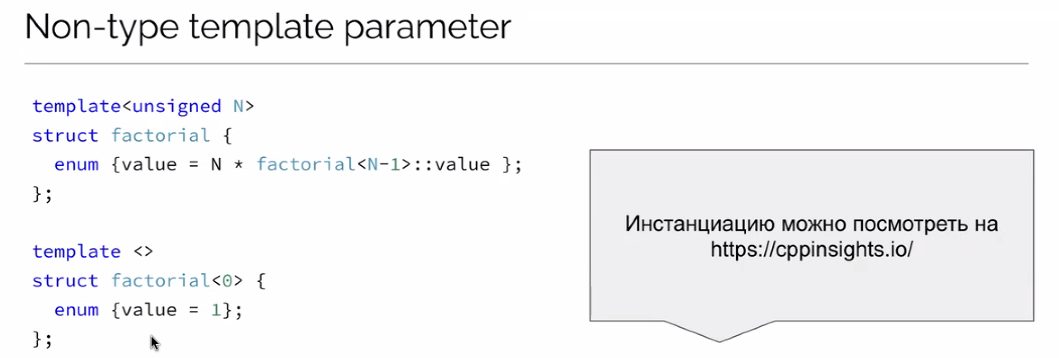 Non-type template parameter
template<unsigned N>
struct factorial {
enum {value = N * factorial<N-1>::value };
};
template <>
struct factorial<0> {
enum {value = 1};
};
Инстанциацию можно посмотреть на
https://cppinsights.io/